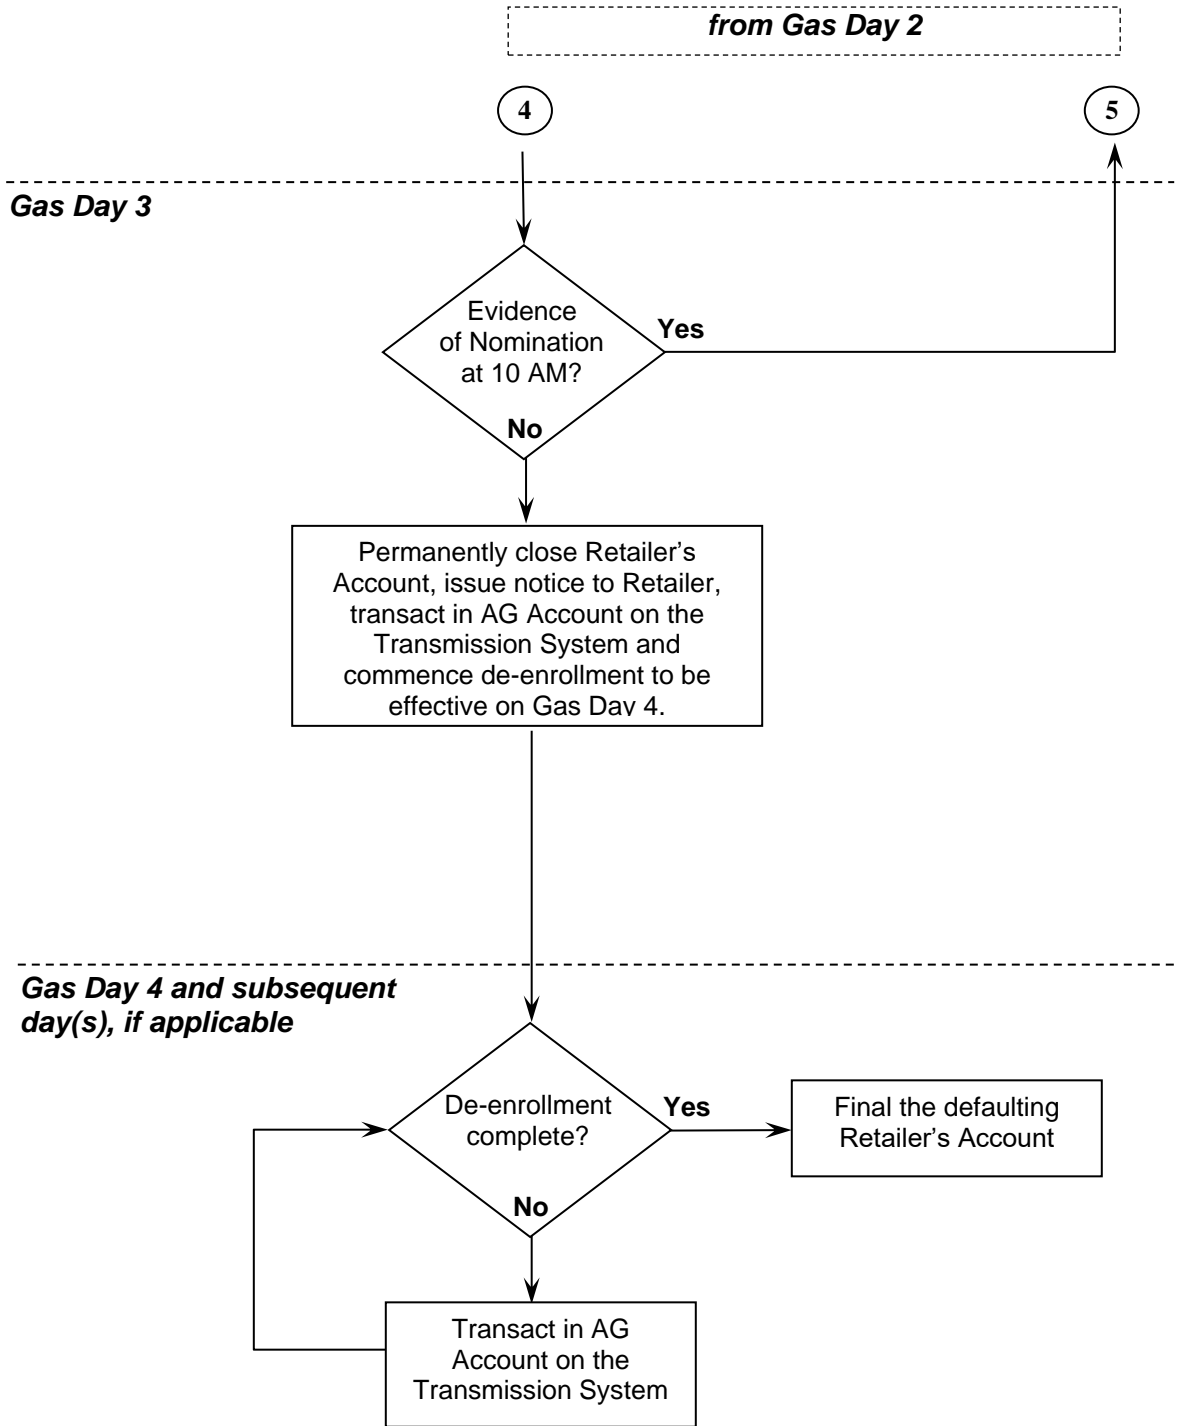 from Gas Day 2
4
5
Gas Day 3
Evidence
of Nomination
at 10 AM?
Yes
No
Permanently close Retailer's
Account, issue notice to Retailer,
transact in AG Account on the
Transmission System and
commence de-enrollment to be
effective on Gas Day 4.
Gas Day 4 and subsequent
day(s), if applicable
De-enrollment
complete?
Yes
No
Final the defaulting
Retailer's Account
Transact in AG
Account on the
Transmission System